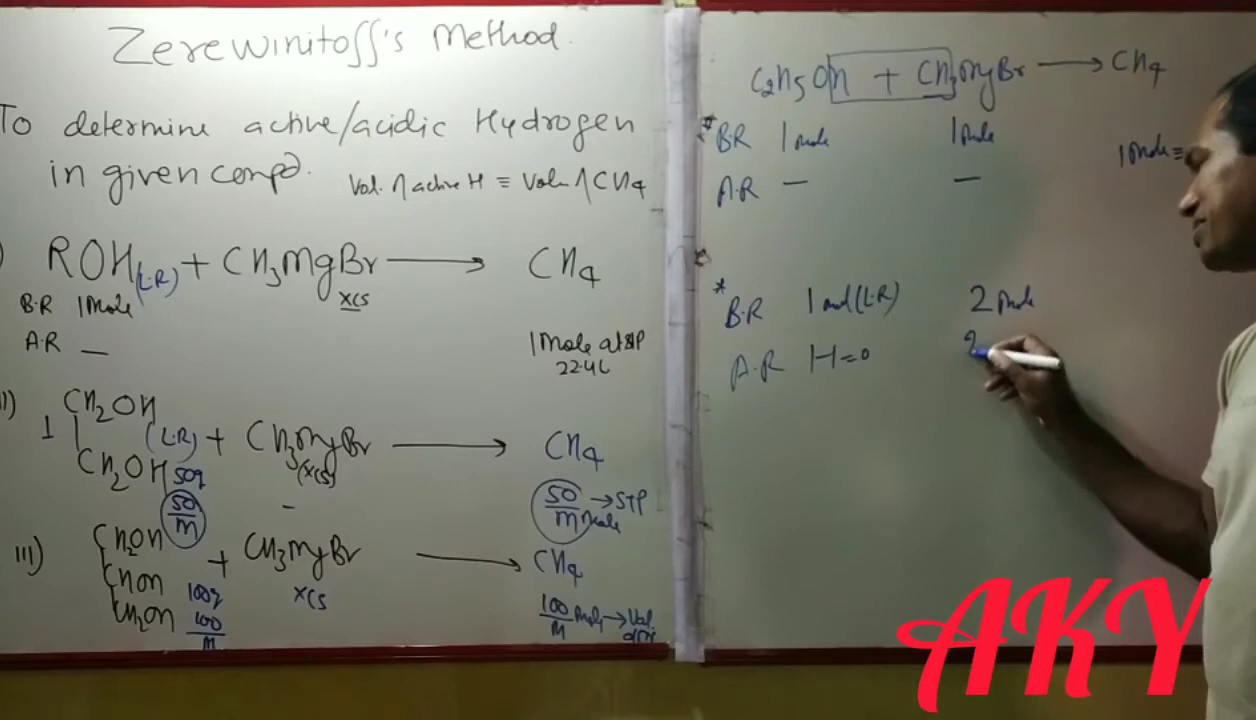 Zerewinitoff's Method.
To determine active/acidic Hydrogen
in given compd. Vol. of active H ≡ Vol. of CH4
ROH(L.R) + CH3MgBr ⟶ CH4
xcs
B.R 1 mole
A.R —
1 Mole at STP
22.4L
II) CH2OH
1 | (L.R) + CH3MgBr ⟶ CH4
(xcs)
CH2OH 50g
50/M - 50/M mole → STP
III) CH2OH + CH3MgBr ⟶ CH4
CHOH 100g xcs
CH2OH 100/M 100/M mole → Vol.
C2H5OH + CH3MgBr ⟶ CH4
* B.R 1 mole 1 mole 1 mole ≡
A.R — —
* B.R 1 mol (L.R) 2 mole
A.R H=0
AKY